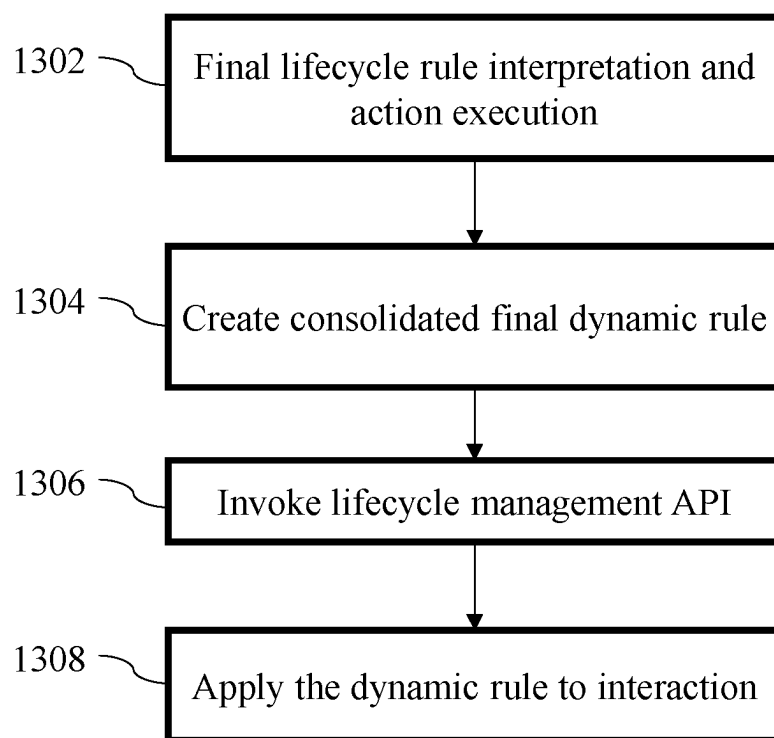 1302
Final lifecycle rule interpretation and
action execution
1304
Create consolidated final dynamic rule
1306
Invoke lifecycle management API
1308
Apply the dynamic rule to interaction